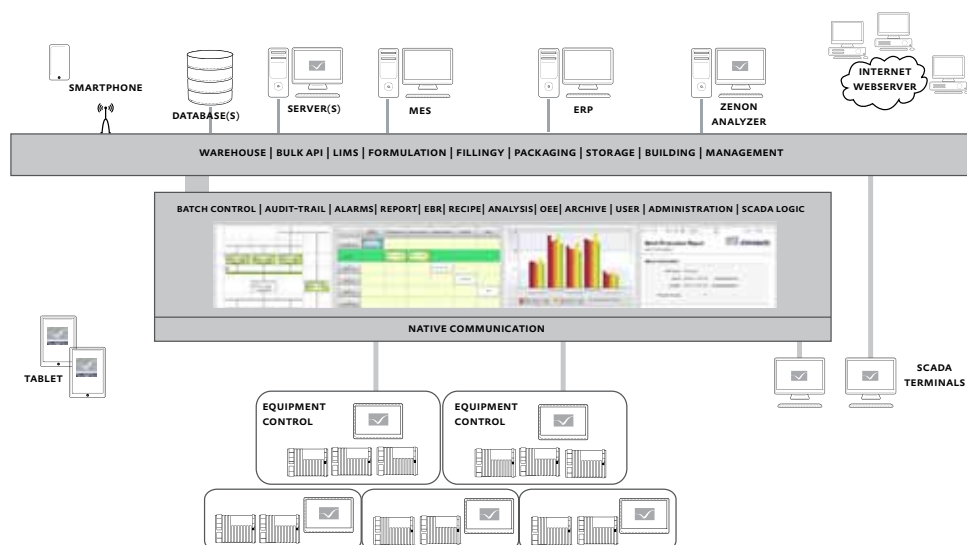 SMARTPHONE
DATABASE(S)
SERVER(S)
MES
ERP
ZENON
ANALYZER
INTERNET
WEBSERVER
WAREHOUSE | BULK API | LIMS | FORMULATION | FILLINGY | PACKAGING | STORAGE | BUILDING | MANAGEMENT
BATCH CONTROL | AUDIT-TRAIL | ALARMS| REPORT| EBR| RECIPE| ANALYSIS| OEE| ARCHIVE | USER | ADMINISTRATION | SCADA LOGIC
NATIVE COMMUNICATION
TABLET
SCADA
TERMINALS
EQUIPMENT
CONTROL
EQUIPMENT
CONTROL